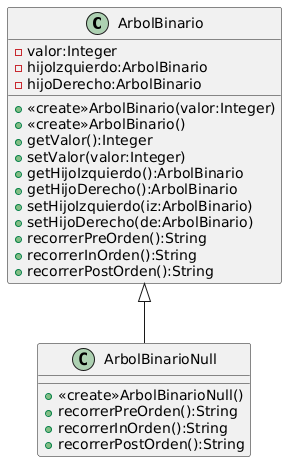 C ArbolBinario
valor:Integer
hijoIzquierdo:ArbolBinario
hijoDerecho:ArbolBinario
«create»ArbolBinario(valor:Integer)
«create»ArbolBinario()
getValor():Integer
setValor(valor:Integer)
getHijoIzquierdo():ArbolBinario
getHijoDerecho():ArbolBinario
setHijoIzquierdo(iz:ArbolBinario)
setHijoDerecho(de:ArbolBinario)
recorrerPreOrden():String
recorrerInOrden():String
recorrerPostOrden():String
C ArbolBinarioNull
«create»ArbolBinarioNull()
recorrerPreOrden():String
recorrerInOrden():String
recorrerPostOrden():String